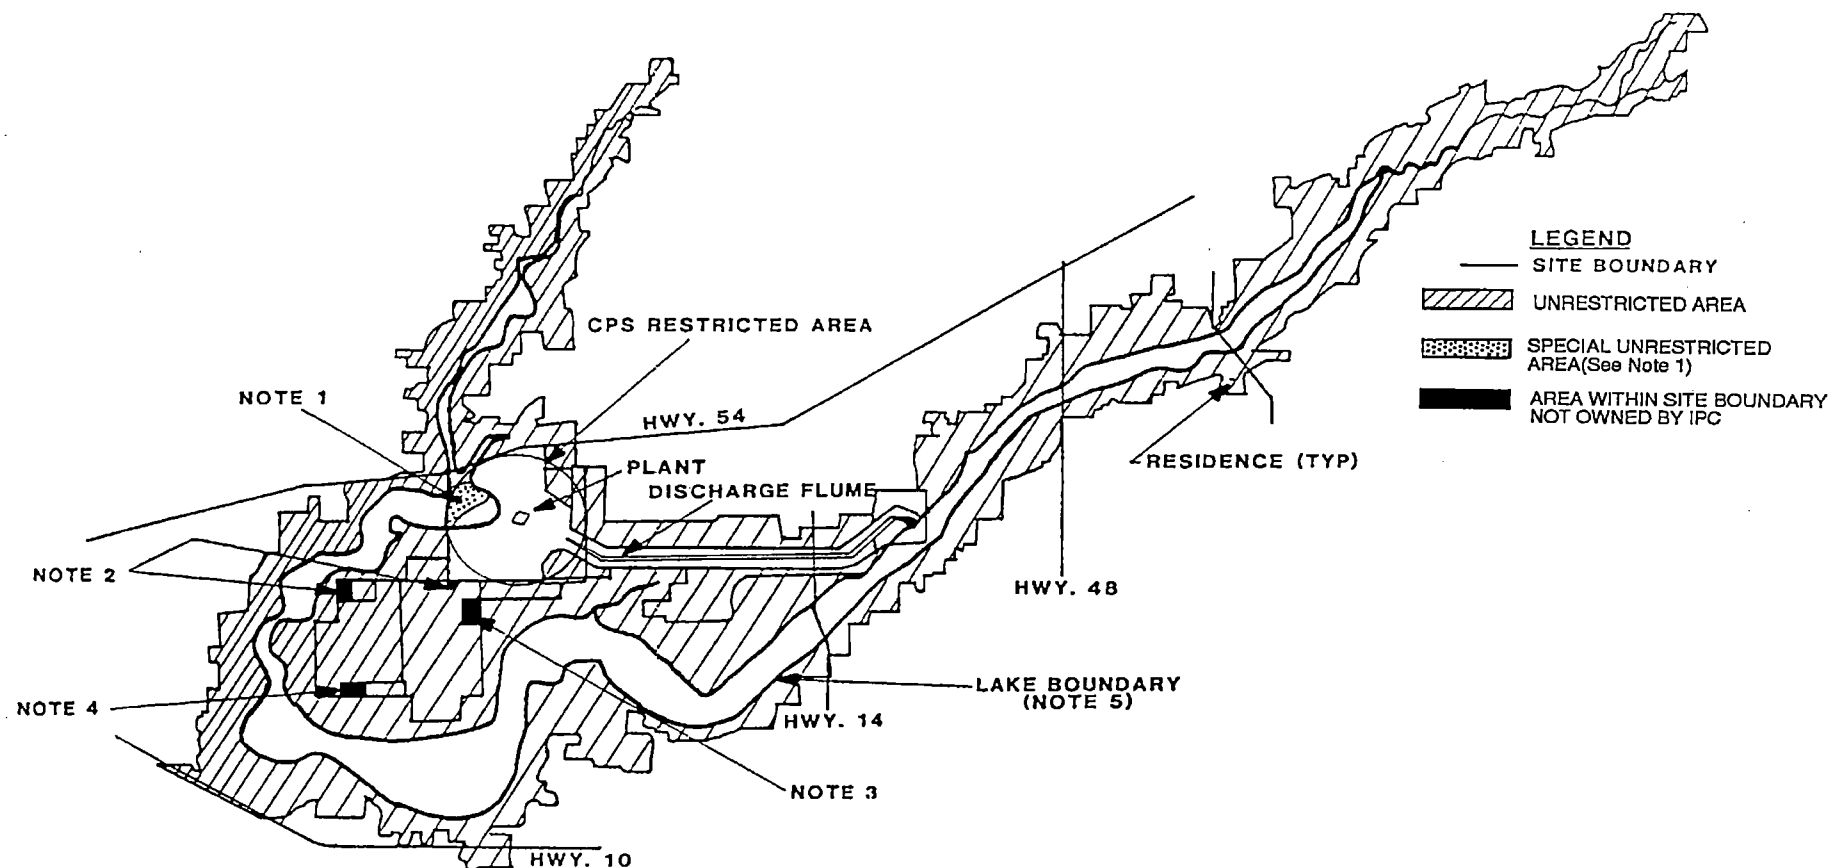 LEGEND
SITE BOUNDARY
UNRESTRICTED AREA
SPECIAL UNRESTRICTED
AREA(See Note 1)
AREA WITHIN SITE BOUNDARY
NOT OWNED BY IPC
CPS RESTRICTED AREA
NOTE 1
HWY. 54
PLANT
DISCHARGE FLUME
RESIDENCE (TYP)
NOTE 2
HWY. 48
LAKE BOUNDARY
(NOTE 5)
NOTE 4
HWY. 14
NOTE 3
HWY. 10